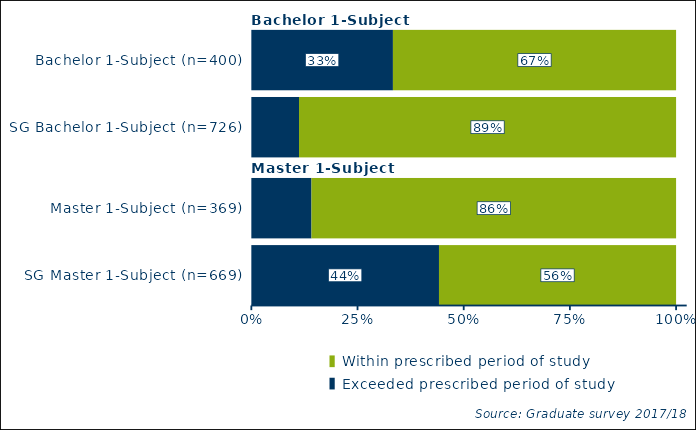 Bachelor 1-Subject
Bachelor 1-Subject (n=400) 33% 67%
SG Bachelor 1-Subject (n=726) 89%
Master 1-Subject
Master 1-Subject (n=369) 86%
SG Master 1-Subject (n=669) 44% 56%
0% 25% 50% 75% 100%
Within prescribed period of study
Exceeded prescribed period of study
Source: Graduate survey 2017/18